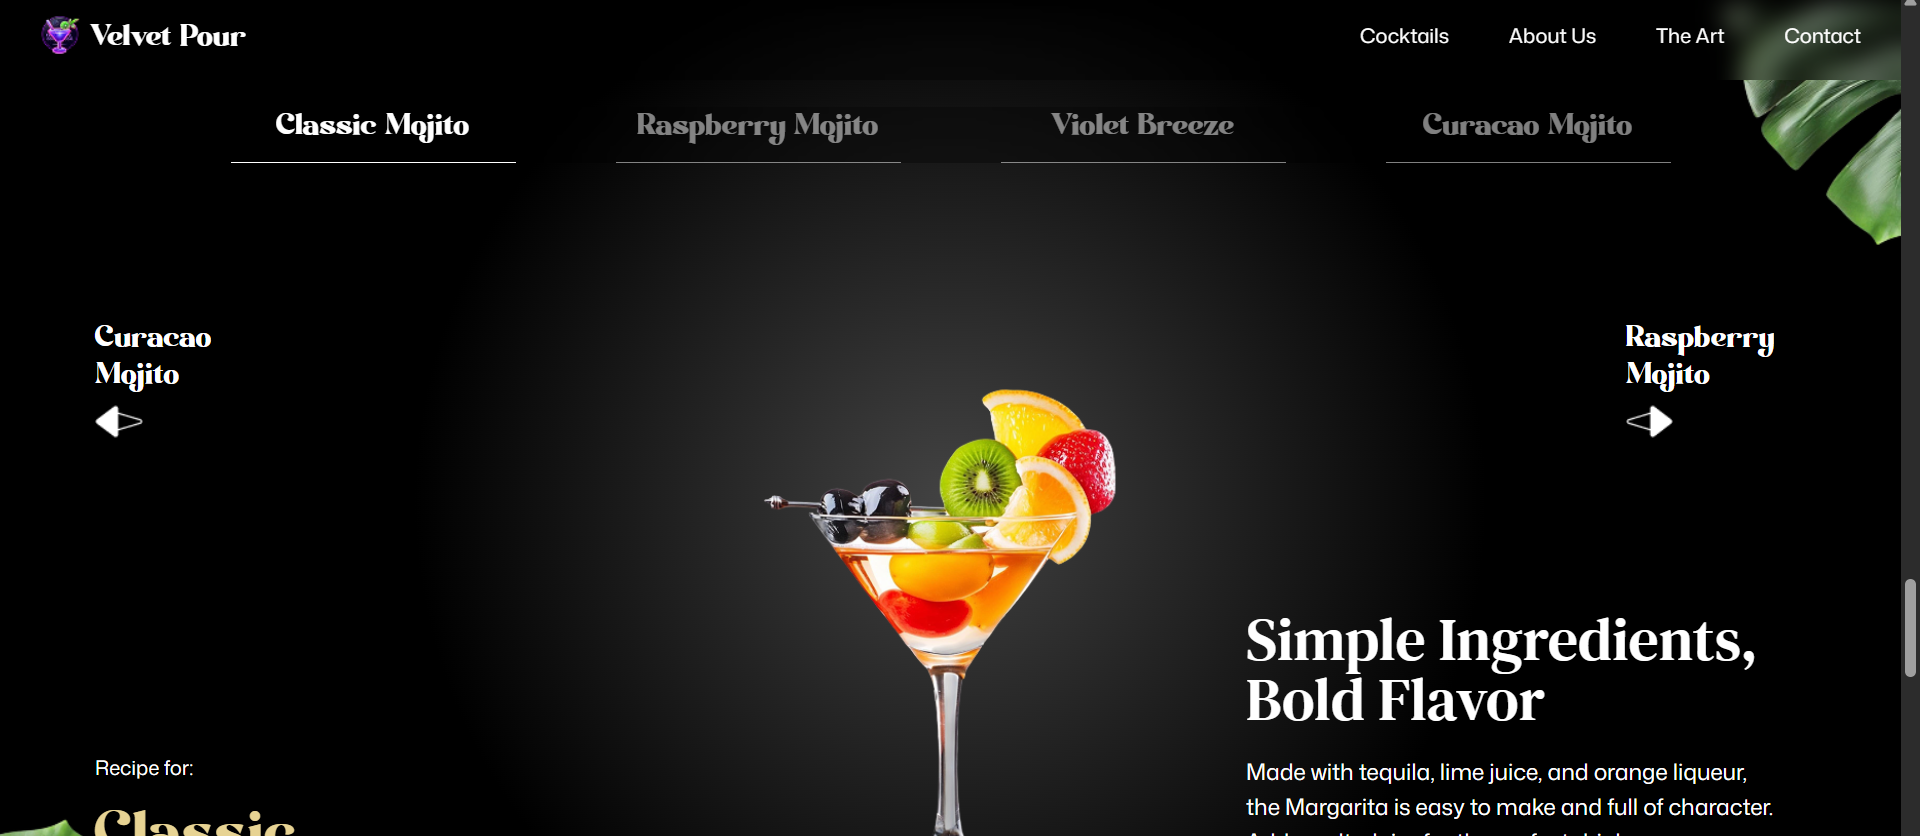 Velvet Pour
Cocktails
About Us
The Art
Contact
Classic Mojito
Raspberry Mojito
Violet Breeze
Curacao Mojito
Curacao
Mojito
Raspberry
Mojito
Simple Ingredients,
Bold Flavor
Recipe for:
Made with tequila, lime juice, and orange liqueur,
the Margarita is easy to make and full of character.
Classic